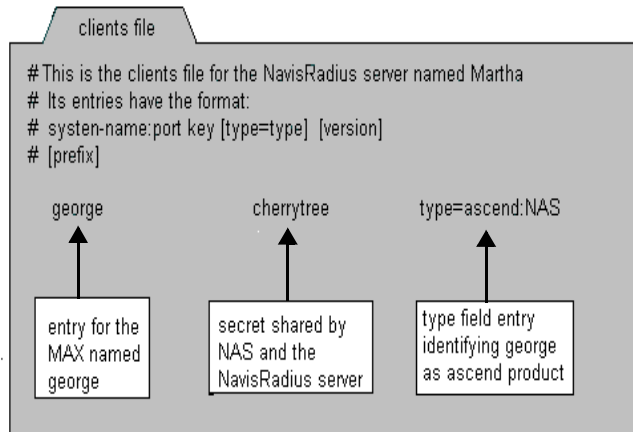 clients file
# This is the clients file for the NavisRadius server named Martha
# Its entries have the format:
# systen-name:port key [type=type] [version]
# [prefix]
george cherrytree type=ascend:NAS
entry for the
MAX named
george
secret shared by
NAS and the
NavisRadius server
type field entry
identifying george
as ascend product